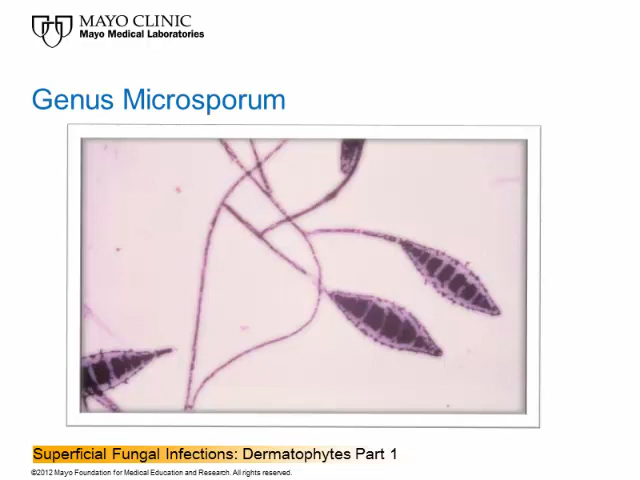 MAYO CLINIC
Mayo Medical Laboratories
Genus Microsporum
Superficial Fungal Infections: Dermatophytes Part 1
©2012 Mayo Foundation for Medical Education and Research. All rights reserved.